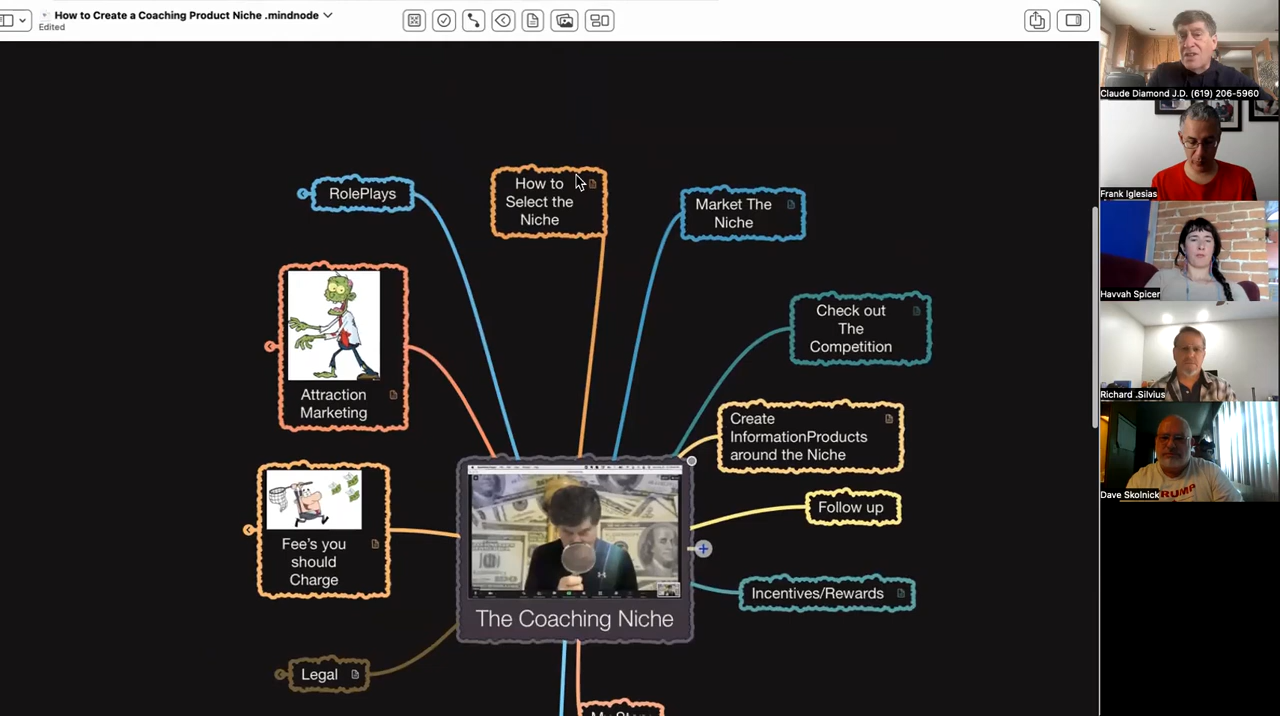 How to Create a Coaching Product Niche .mindnode
Edited
Claude Diamond J.D. (619) 206-5960
Frank Iglesias
Havvah Spicer
Richard .Silvius
TRUMP
Dave Skolnick
RolePlays
How to
Select the
Niche
Market The
Niche
Check out
The
Competition
Attraction
Marketing
Create
InformationProducts
around the Niche
Follow up
Fee's you
should
Charge
Incentives/Rewards
The Coaching Niche
Legal